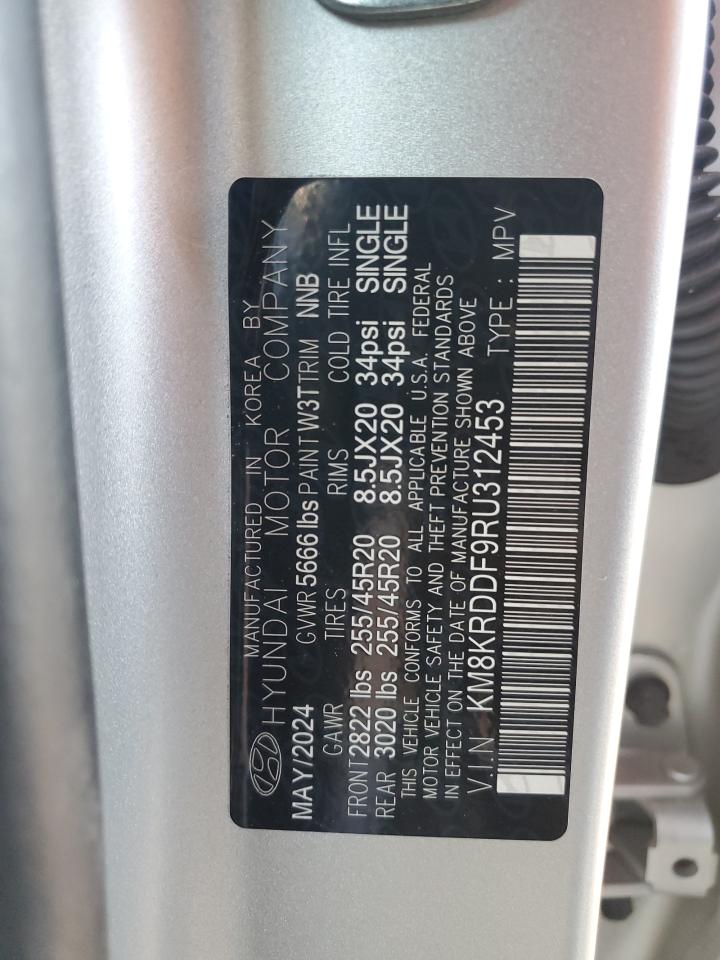 MANUFACTURED IN KOREA BY
HYUNDAI MOTOR COMPANY
MAY/2024 GVWR 5666 lbs PAINT W3T TRIM NNB
GAWR TIRES RIMS COLD TIRE INFL
FRONT 2822 lbs 255/45R20 8.5JX20 34psi SINGLE
REAR 3020 lbs 255/45R20 8.5JX20 34psi SINGLE
THIS VEHICLE CONFORMS TO ALL APPLICABLE U.S.A. FEDERAL
MOTOR VEHICLE SAFETY AND THEFT PREVENTION STANDARDS
IN EFFECT ON THE DATE OF MANUFACTURE SHOWN ABOVE
V.I.N KM8KRDDF9RU312453 TYPE : MPV